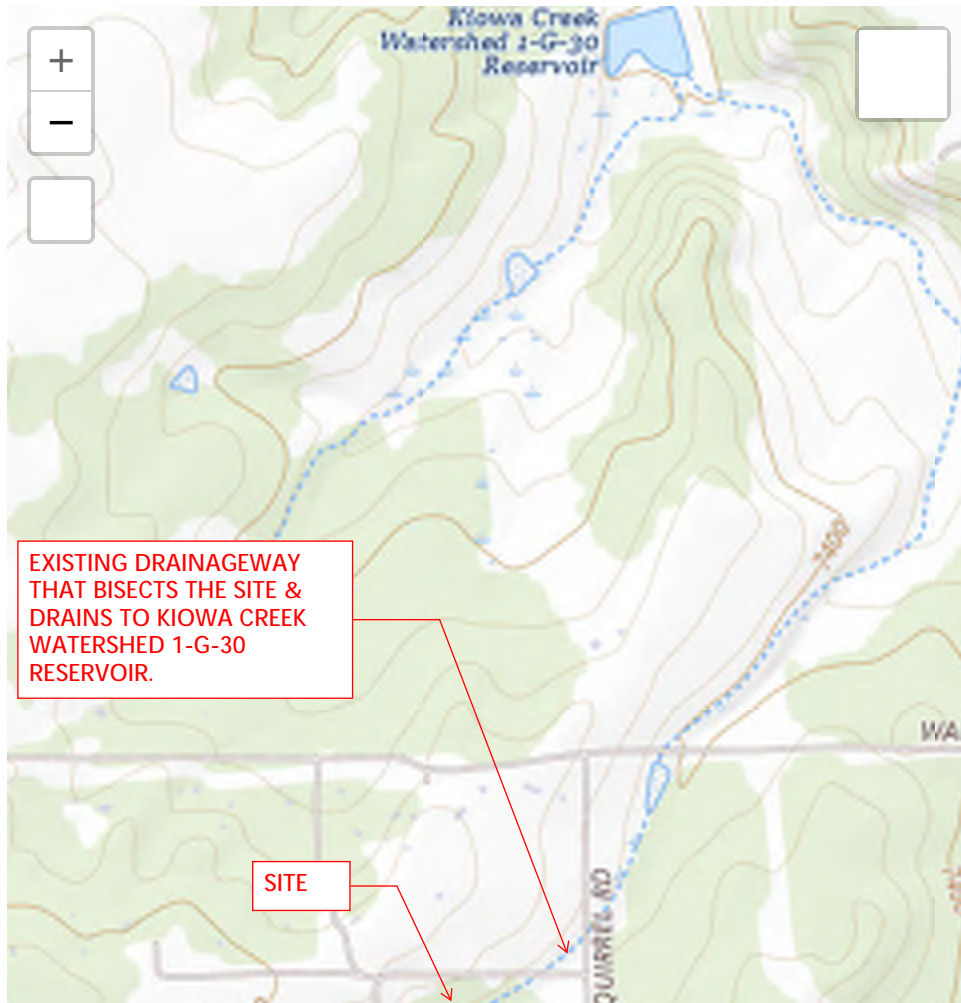 Kiowa Creek
Watershed 1-G-30
Reservoir
+
−
7400
EXISTING DRAINAGEWAY
THAT BISECTS THE SITE &
DRAINS TO KIOWA CREEK
WATERSHED 1-G-30
RESERVOIR.
WA
SITE
QUIRREL RD